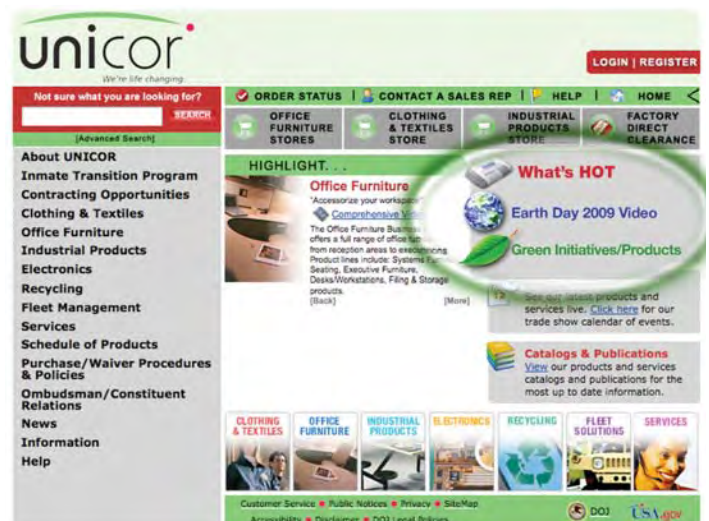 unicor
We're life changing.
LOGIN | REGISTER
Not sure what you are looking for?
SEARCH
[Advanced Search]
ORDER STATUS | CONTACT A SALES REP | HELP | HOME
OFFICE
FURNITURE
STORES
CLOTHING
& TEXTILES
STORE
INDUSTRIAL
PRODUCTS
STORE
FACTORY
DIRECT
CLEARANCE
About UNICOR
Inmate Transition Program
Contracting Opportunities
Clothing & Textiles
Office Furniture
Industrial Products
Electronics
Recycling
Fleet Management
Services
Schedule of Products
Purchase/Waiver Procedures
& Policies
Ombudsman/Constituent
Relations
News
Information
Help
HIGHLIGHT. . .
Office Furniture
"Accessorize your workspace"
Comprehensive
The Office Furniture Business
offers a full range of office
from reception areas to
Product lines include: Systems
Seating, Executive Furniture,
Desks/Workstations, Filing & Storage
products.
[Back] [More]
What's HOT
Earth Day 2009 Video
Green Initiatives/Products
See our latest products and
services live. Click here for our
trade show calendar of events.
Catalogs & Publications
View our products and services
catalogs and publications for the
most up to date information.
CLOTHING
& TEXTILES
OFFICE
FURNITURE
INDUSTRIAL
PRODUCTS
ELECTRONICS
RECYCLING
FLEET
SOLUTIONS
SERVICES
Customer Service • Public Notices • Privacy • SiteMap
Accessibility • Disclaimer • DOJ Legal Policies
DOJ
USA.gov